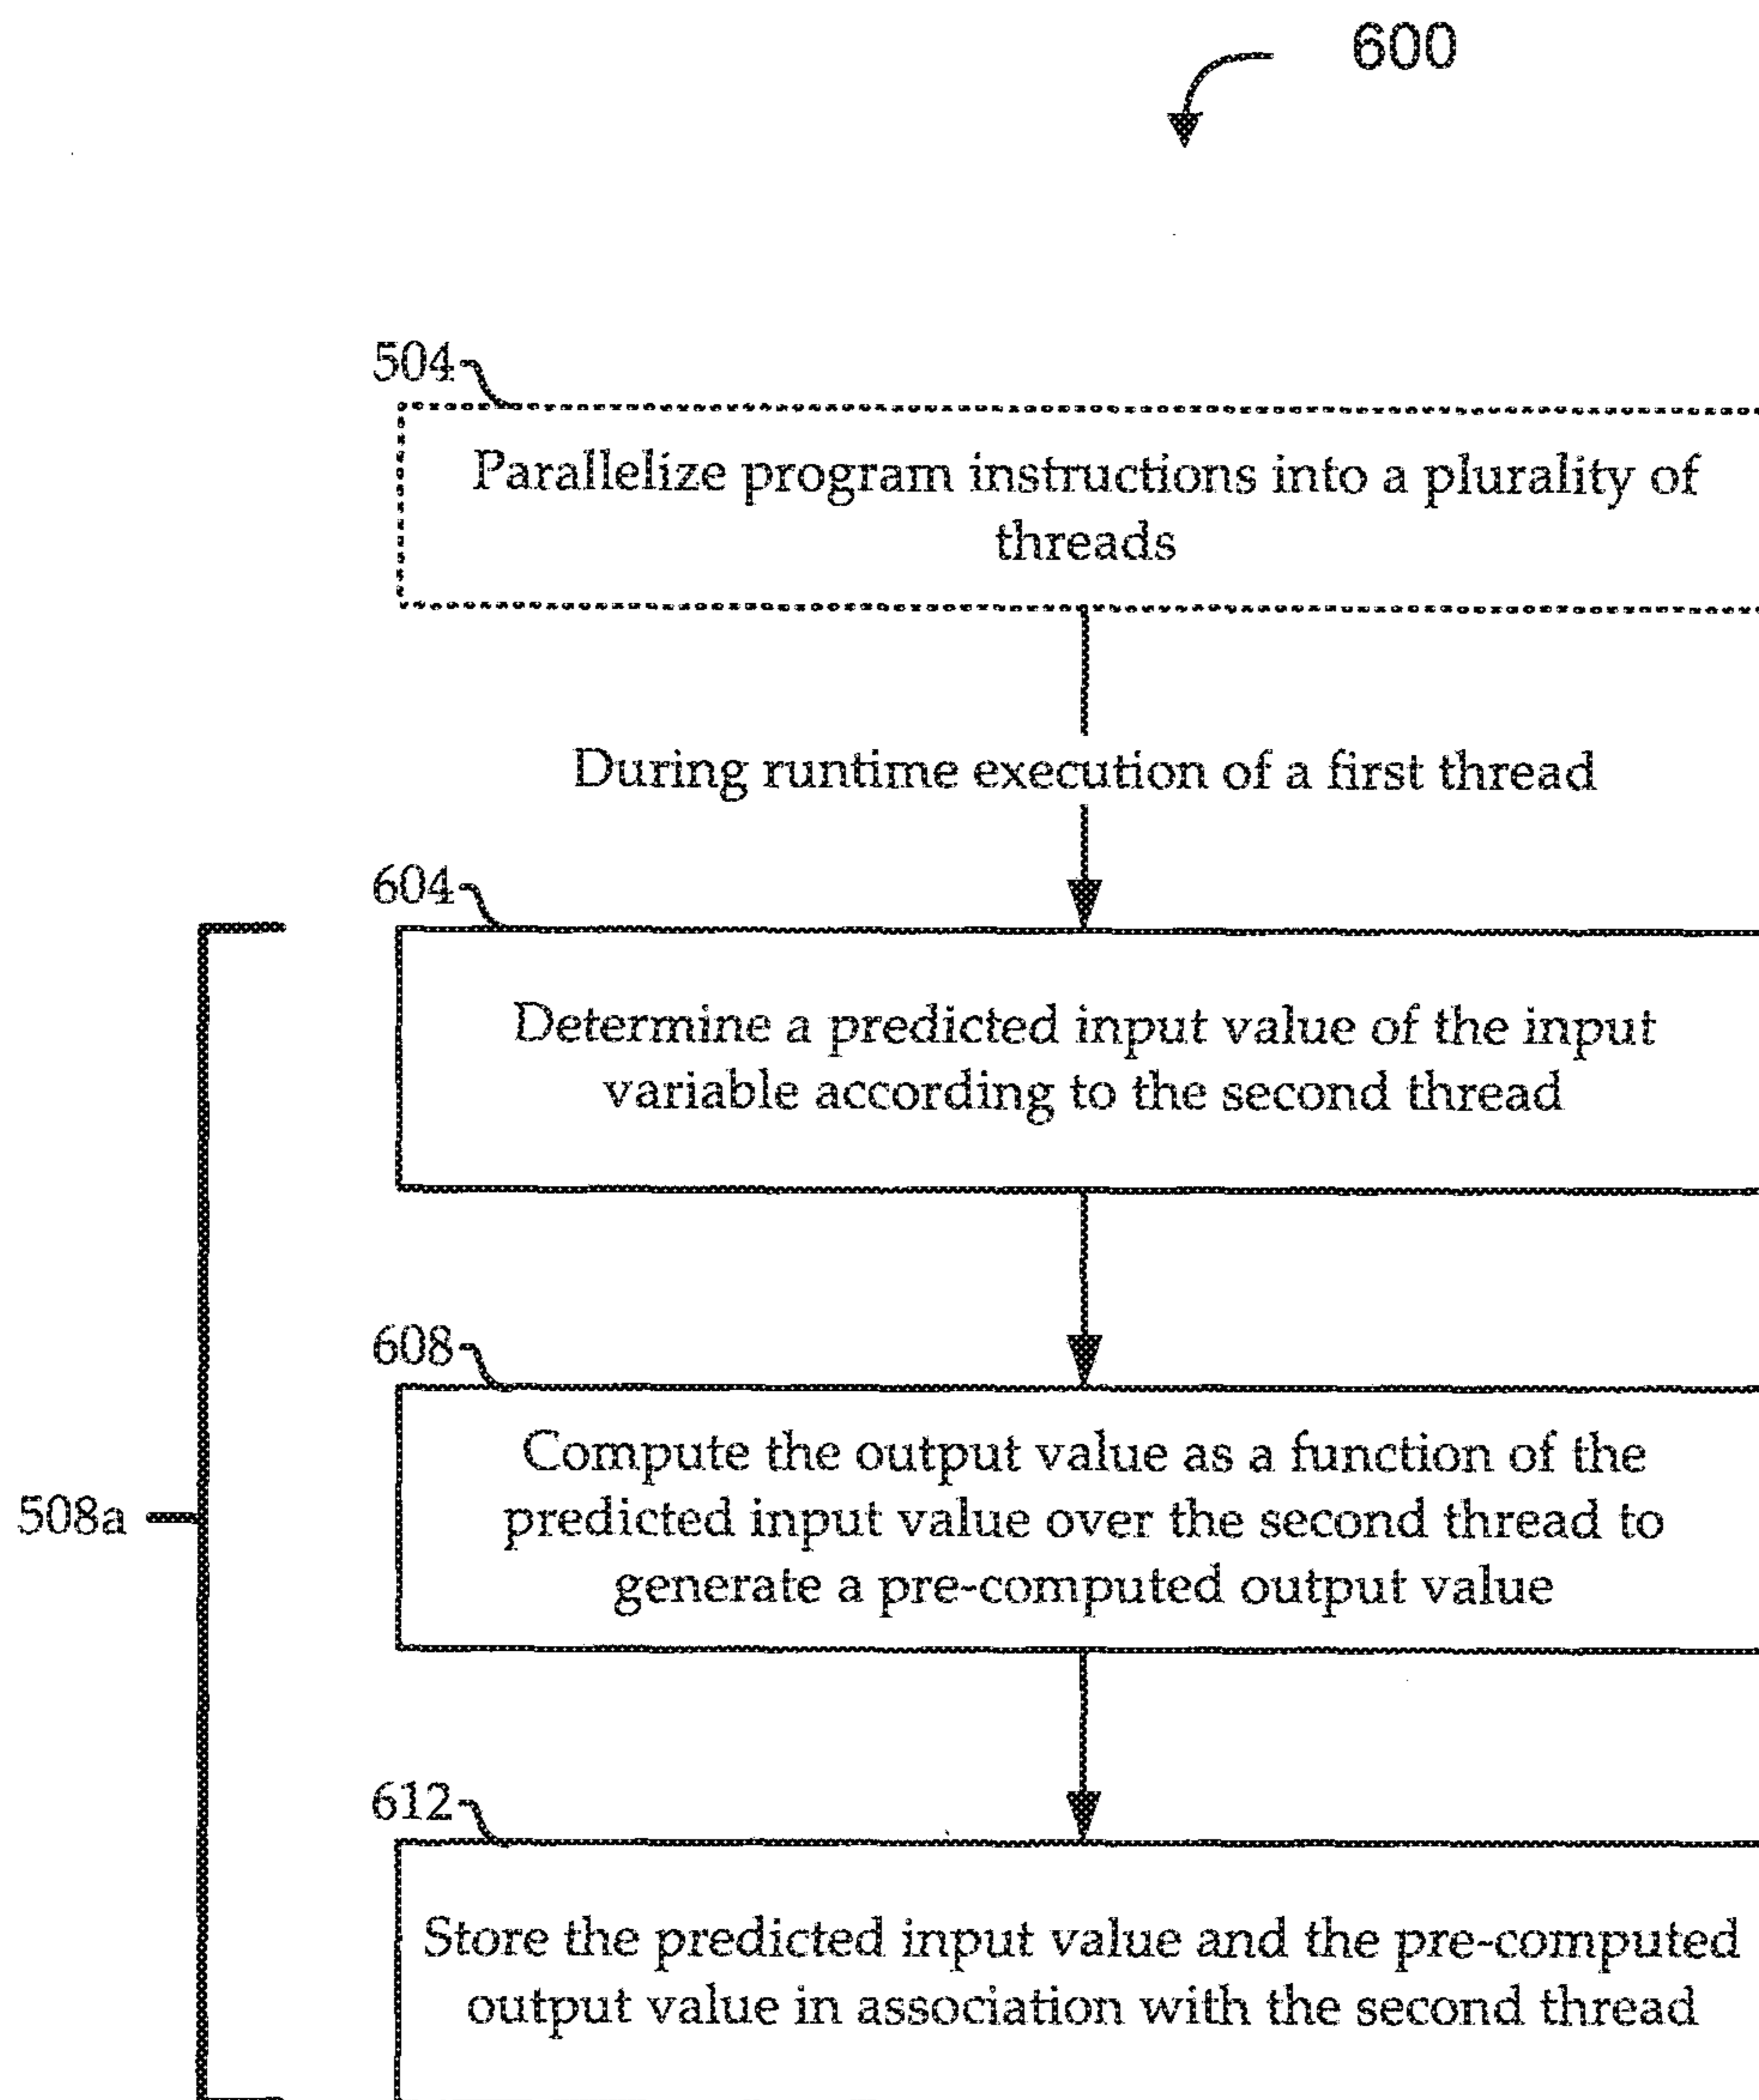 600
504
Parallelize program instructions into a plurality of
threads
During runtime execution of a first thread
604
Determine a predicted input value of the input
variable according to the second thread
608
Compute the output value as a function of the
predicted input value over the second thread to
generate a pre-computed output value
508a
612
Store the predicted input value and the pre-computed
output value in association with the second thread